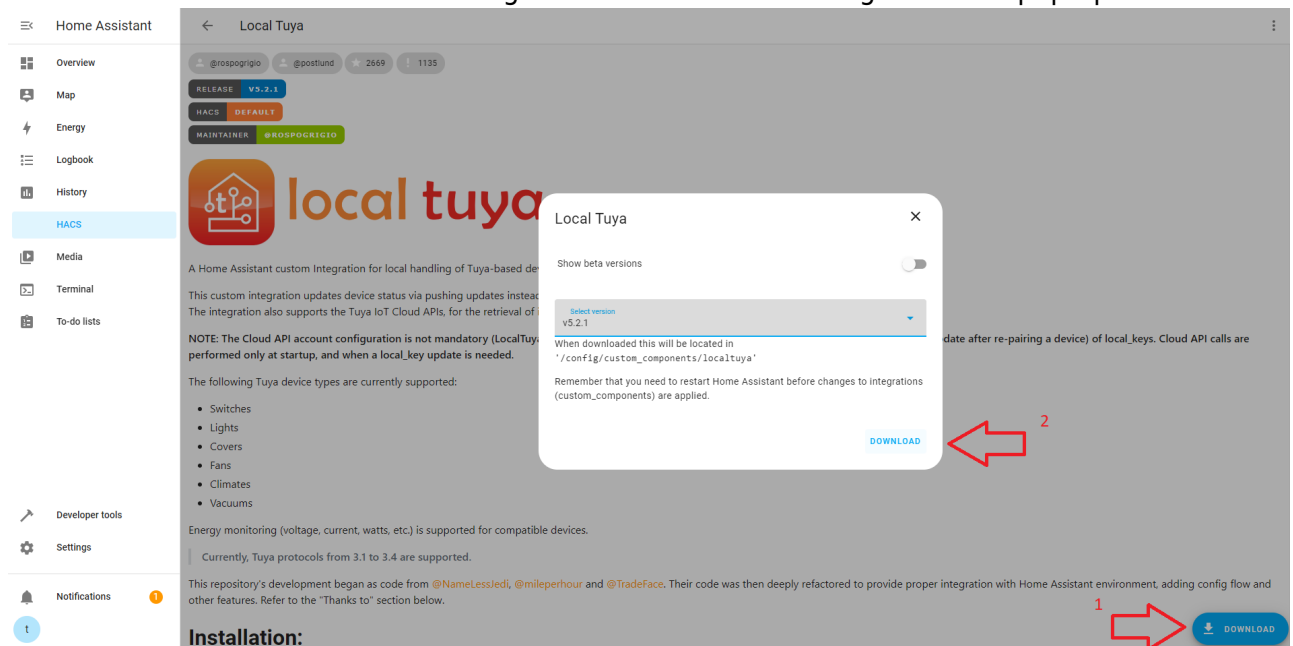 Home Assistant
Local Tuya
Overview
Map
Energy
Logbook
History
HACS
Media
Terminal
To-do lists
Developer tools
Settings
Notifications
1
t
@rospogrigio @postlund 2669 1135
RELEASE V5.2.1
HACS DEFAULT
MAINTAINER @ROSPOGRIGIO
local tuya
A Home Assistant custom Integration for local handling of Tuya-based
This custom integration updates device status via pushing updates
The integration also supports the Tuya IoT Cloud APIs, for the retrieval of
NOTE: The Cloud API account configuration is not mandatory date after re-pairing a device) of local_keys. Cloud API calls are
performed only at startup, and when a local_key update is needed.
The following Tuya device types are currently supported:
Switches
Lights
Covers
Fans
Climates
Vacuums
Energy monitoring (voltage, current, watts, etc.) is supported for compatible devices.
Currently, Tuya protocols from 3.1 to 3.4 are supported.
This repository's development began as code from @NameLessJedi, @mileperhour and @TradeFace. Their code was then deeply refactored to provide proper integration with Home Assistant environment, adding config flow and
other features. Refer to the "Thanks to" section below.
Installation:
Local Tuya
Show beta versions
Select version
v5.2.1
When downloaded this will be located in
'/config/custom_components/localtuya'
Remember that you need to restart Home Assistant before changes to integrations
(custom_components) are applied.
DOWNLOAD
2
1
DOWNLOAD